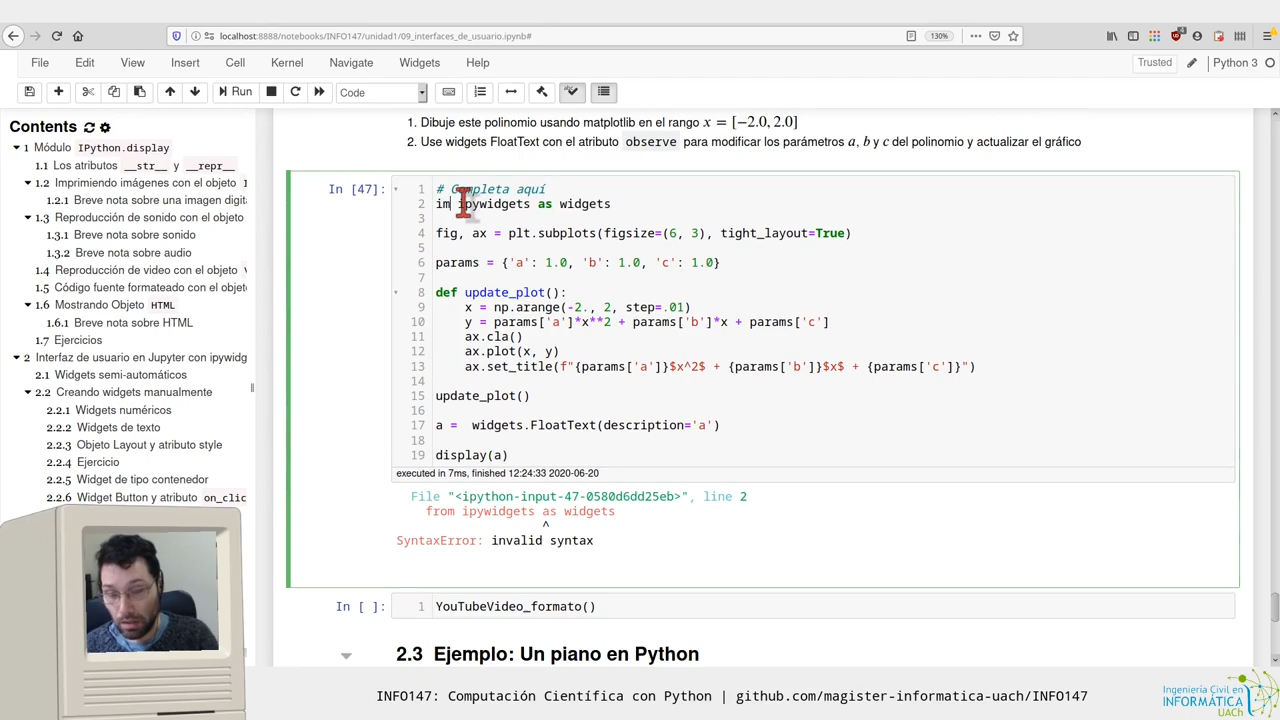 localhost:8888/notebooks/INFO147/unidad1/09_interfaces_de_usuario.ipynb#
130%
4
File Edit View Insert Cell Kernel Navigate Widgets Help
Trusted
Python 3
Run
Code
Contents
1 Módulo IPython.display
1.1 Los atributos __str__ y __repr__
1.2 Imprimiendo imágenes con el objeto I
1.2.1 Breve nota sobre una imagen digita
1.3 Reproducción de sonido con el objeto
1.3.1 Breve nota sobre sonido
1.3.2 Breve nota sobre audio
1.4 Reproducción de video con el objeto
1.5 Código fuente formateado con el objeto
1.6 Mostrando Objeto HTML
1.6.1 Breve nota sobre HTML
1.7 Ejercicios
2 Interfaz de usuario en Jupyter con ipywidg
2.1 Widgets semi-automáticos
2.2 Creando widgets manualmente
2.2.1 Widgets numéricos
2.2.2 Widgets de texto
2.2.3 Objeto Layout y atributo style
2.2.4 Ejercicio
2.2.5 Widget de tipo contenedor
2.2.6 Widget Button y atributo on_clic
1. Dibuje este polinomio usando matplotlib en el rango x = [−2.0, 2.0]
2. Use widgets FloatText con el atributo observe para modificar los parámetros a, b y c del polinomio y actualizar el gráfico
In [47]:
1 # Completa aquí
2 im ipywidgets as widgets
3
4 fig, ax = plt.subplots(figsize=(6, 3), tight_layout=True)
5
6 params = {'a': 1.0, 'b': 1.0, 'c': 1.0}
7
8 def update_plot():
9     x = np.arange(-2., 2, step=.01)
10     y = params['a']*x**2 + params['b']*x + params['c']
11     ax.cla()
12     ax.plot(x, y)
13     ax.set_title(f"{params['a']}$x^2$ + {params['b']}$x$ + {params['c']}")
14
15 update_plot()
16
17 a =  widgets.FloatText(description='a')
18
19 display(a)
executed in 7ms, finished 12:24:33 2020-06-20
File "<ipython-input-47-0580d6dd25eb>", line 2
from ipywidgets as widgets
^
SyntaxError: invalid syntax
In [ ]:
1 YouTubeVideo_formato()
2.3 Ejemplo: Un piano en Python
INFO147: Computación Científica con Python | github.com/magister-informatica-uach/INFO147
Ingeniería Civil en
INFORMÁTICA
UACh